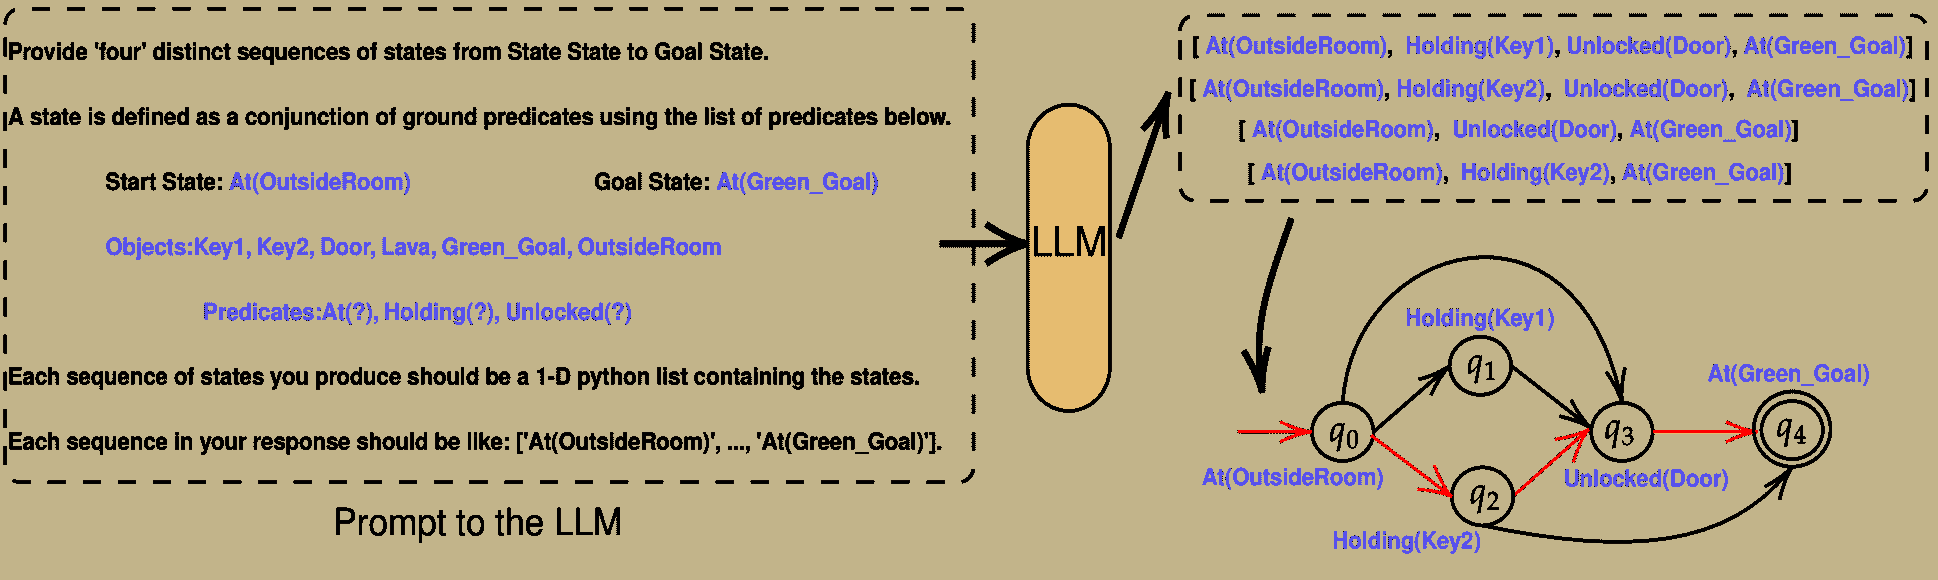 Provide 'four' distinct sequences of states from State State to Goal State.
A state is defined as a conjunction of ground predicates using the list of predicates below.
Start State: At(OutsideRoom) Goal State: At(Green_Goal)
Objects:Key1, Key2, Door, Lava, Green_Goal, OutsideRoom
Predicates:At(?), Holding(?), Unlocked(?)
Each sequence of states you produce should be a 1-D python list containing the states.
Each sequence in your response should be like: ['At(OutsideRoom)', ..., 'At(Green_Goal)'].
Prompt to the LLM
LLM
[ At(OutsideRoom), Holding(Key1), Unlocked(Door), At(Green_Goal)]
[ At(OutsideRoom), Holding(Key2), Unlocked(Door), At(Green_Goal)]
[ At(OutsideRoom), Unlocked(Door), At(Green_Goal)]
[ At(OutsideRoom), Holding(Key2), At(Green_Goal)]
Holding(Key1)
q1
At(Green_Goal)
q0
q3
q4
At(OutsideRoom)
Unlocked(Door)
q2
Holding(Key2)